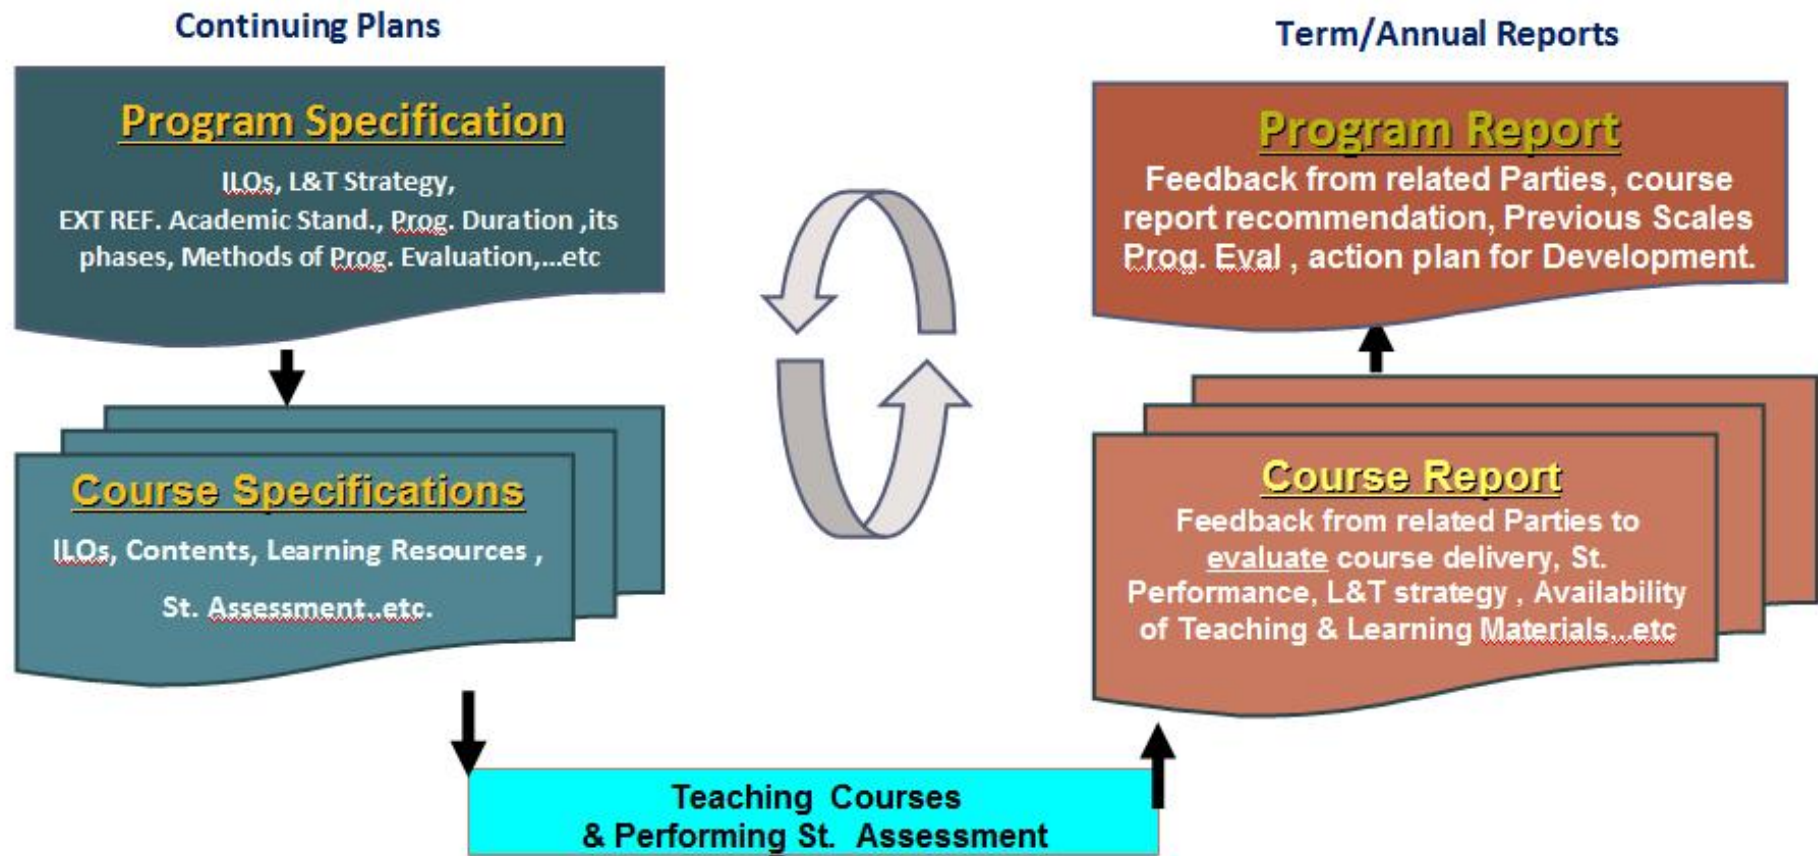 Continuing Plans
Program Specification
ILOs, L&T Strategy,
EXT REF. Academic Stand., Prog. Duration ,its
phases, Methods of Prog. Evaluation,...etc
Course Specifications
ILOs, Contents, Learning Resources ,
St. Assessment..etc.
Teaching Courses
& Performing St. Assessment
Term/Annual Reports
Program Report
Feedback from related Parties, course
report recommendation, Previous Scales
Prog. Eval , action plan for Development.
Course Report
Feedback from related Parties to
evaluate course delivery, St.
Performance, L&T strategy , Availability
of Teaching & Learning Materials...etc